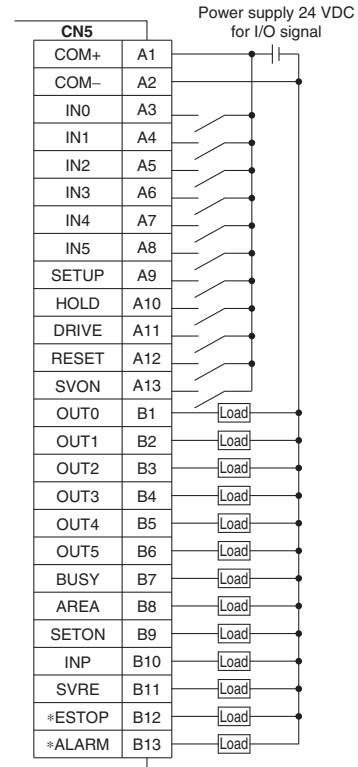 Power supply 24 VDC
for I/O signal
CN5
COM+ A1
COM− A2
IN0 A3
IN1 A4
IN2 A5
IN3 A6
IN4 A7
IN5 A8
SETUP A9
HOLD A10
DRIVE A11
RESET A12
SVON A13
OUT0 B1 Load
OUT1 B2 Load
OUT2 B3 Load
OUT3 B4 Load
OUT4 B5 Load
OUT5 B6 Load
BUSY B7 Load
AREA B8 Load
SETON B9 Load
INP B10 Load
SVRE B11 Load
∗ESTOP B12 Load
∗ALARM B13 Load